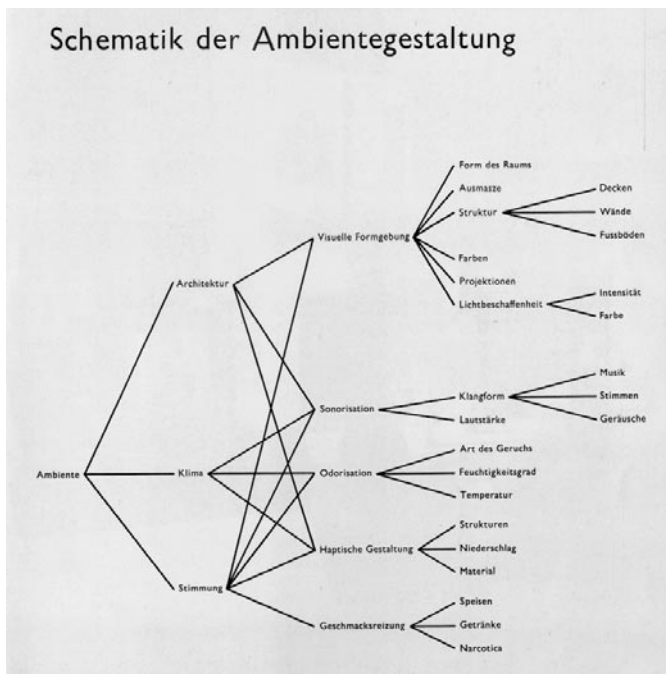 Schematik der Ambientegestaltung
Form des Raums
Ausmasze
Decken
Struktur
Wände
Fussböden
Visuelle Formgebung
Farben
Projektionen
Architektur
Intensität
Lichtbeschaffenheit
Farbe
Musik
Klangform
Stimmen
Sonorisation
Lautstärke
Geräusche
Art des Geruchs
Ambiente
Klima
Odorisation
Feuchtigkeitsgrad
Temperatur
Strukturen
Haptische Gestaltung
Niederschlag
Material
Stimmung
Speisen
Geschmacksreizung
Getränke
Narcotica